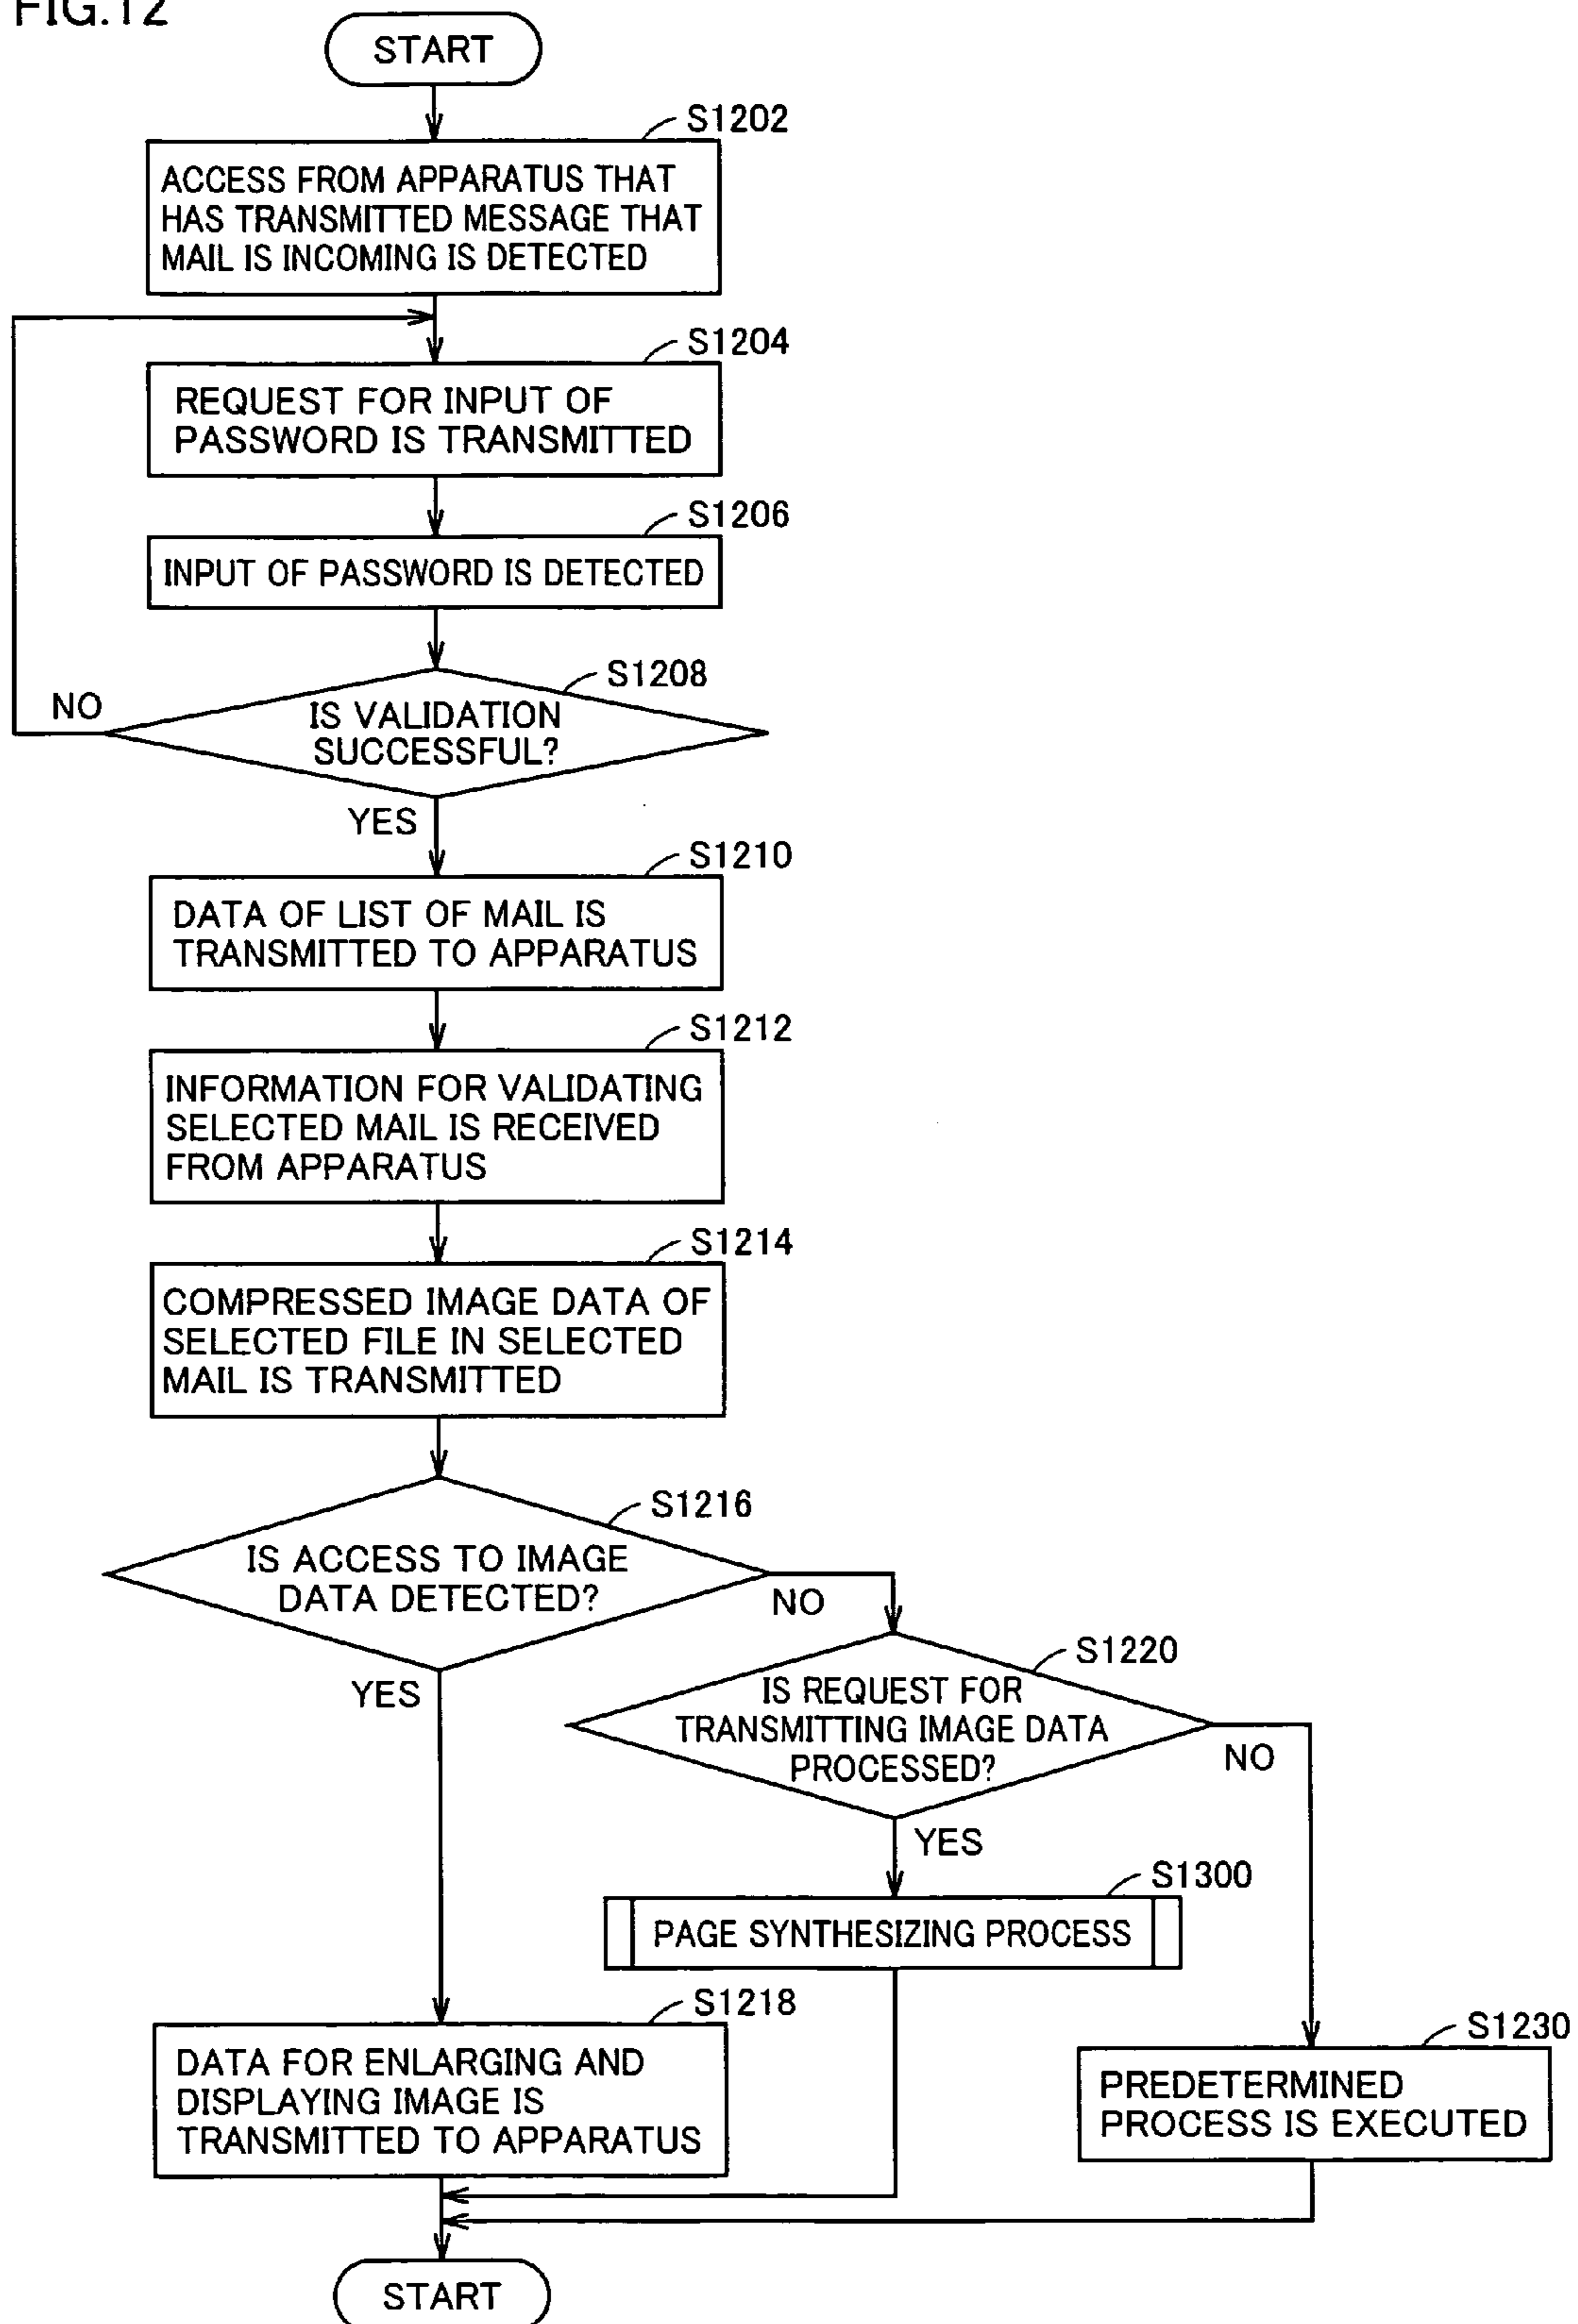 FIG.12
START
S1202
ACCESS FROM APPARATUS THAT
HAS TRANSMITTED MESSAGE THAT
MAIL IS INCOMING IS DETECTED
S1204
REQUEST FOR INPUT OF
PASSWORD IS TRANSMITTED
S1206
INPUT OF PASSWORD IS DETECTED
S1208
NO
IS VALIDATION
SUCCESSFUL?
YES
S1210
DATA OF LIST OF MAIL IS
TRANSMITTED TO APPARATUS
S1212
INFORMATION FOR VALIDATING
SELECTED MAIL IS RECEIVED
FROM APPARATUS
S1214
COMPRESSED IMAGE DATA OF
SELECTED FILE IN SELECTED
MAIL IS TRANSMITTED
S1216
IS ACCESS TO IMAGE
DATA DETECTED?
NO
YES
S1220
IS REQUEST FOR
TRANSMITTING IMAGE DATA
PROCESSED?
NO
YES
S1300
PAGE SYNTHESIZING PROCESS
S1218
DATA FOR ENLARGING AND
DISPLAYING IMAGE IS
TRANSMITTED TO APPARATUS
S1230
PREDETERMINED
PROCESS IS EXECUTED
START